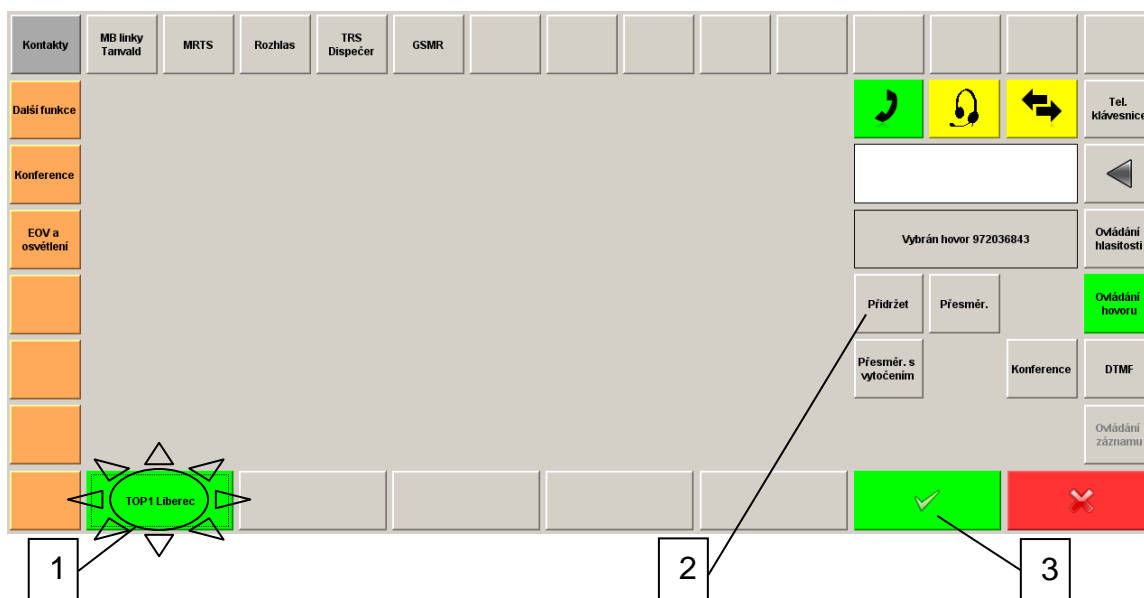 Kontakty
MB linky
Tanvald
MRTS
Rozhlas
TRS
Dispečer
GSMR
Další funkce
Tel.
klávesnice
Konference
EOV a
osvětlení
Vybrán hovor 972036843
Ovládání
hlasitosti
Přidržet
Přesměr.
Ovládání
hovoru
Přesměr. s
vytočením
Konference
DTMF
Ovládání
záznamu
TOP1 Liberec
1
2
3